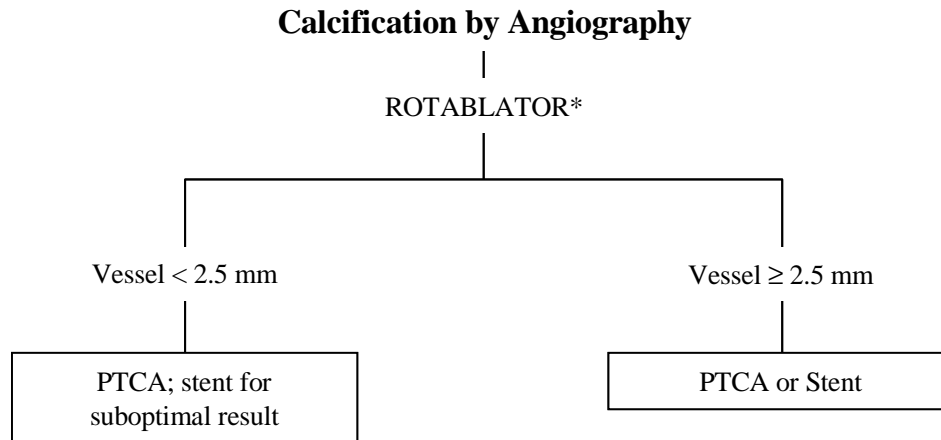 Calcification by Angiography
ROTABLATOR*
Vessel < 2.5 mm
Vessel ≥ 2.5 mm
PTCA; stent for
suboptimal result
PTCA or Stent